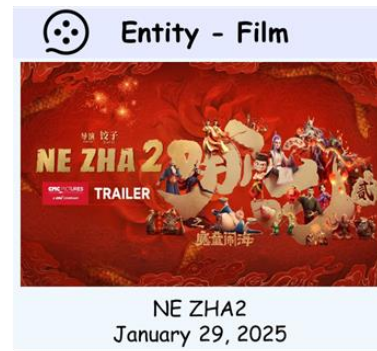 Entity - Film
导演 饺子
NE ZHA 2
CMC PICTURES
TRAILER
NE ZHA2
January 29, 2025